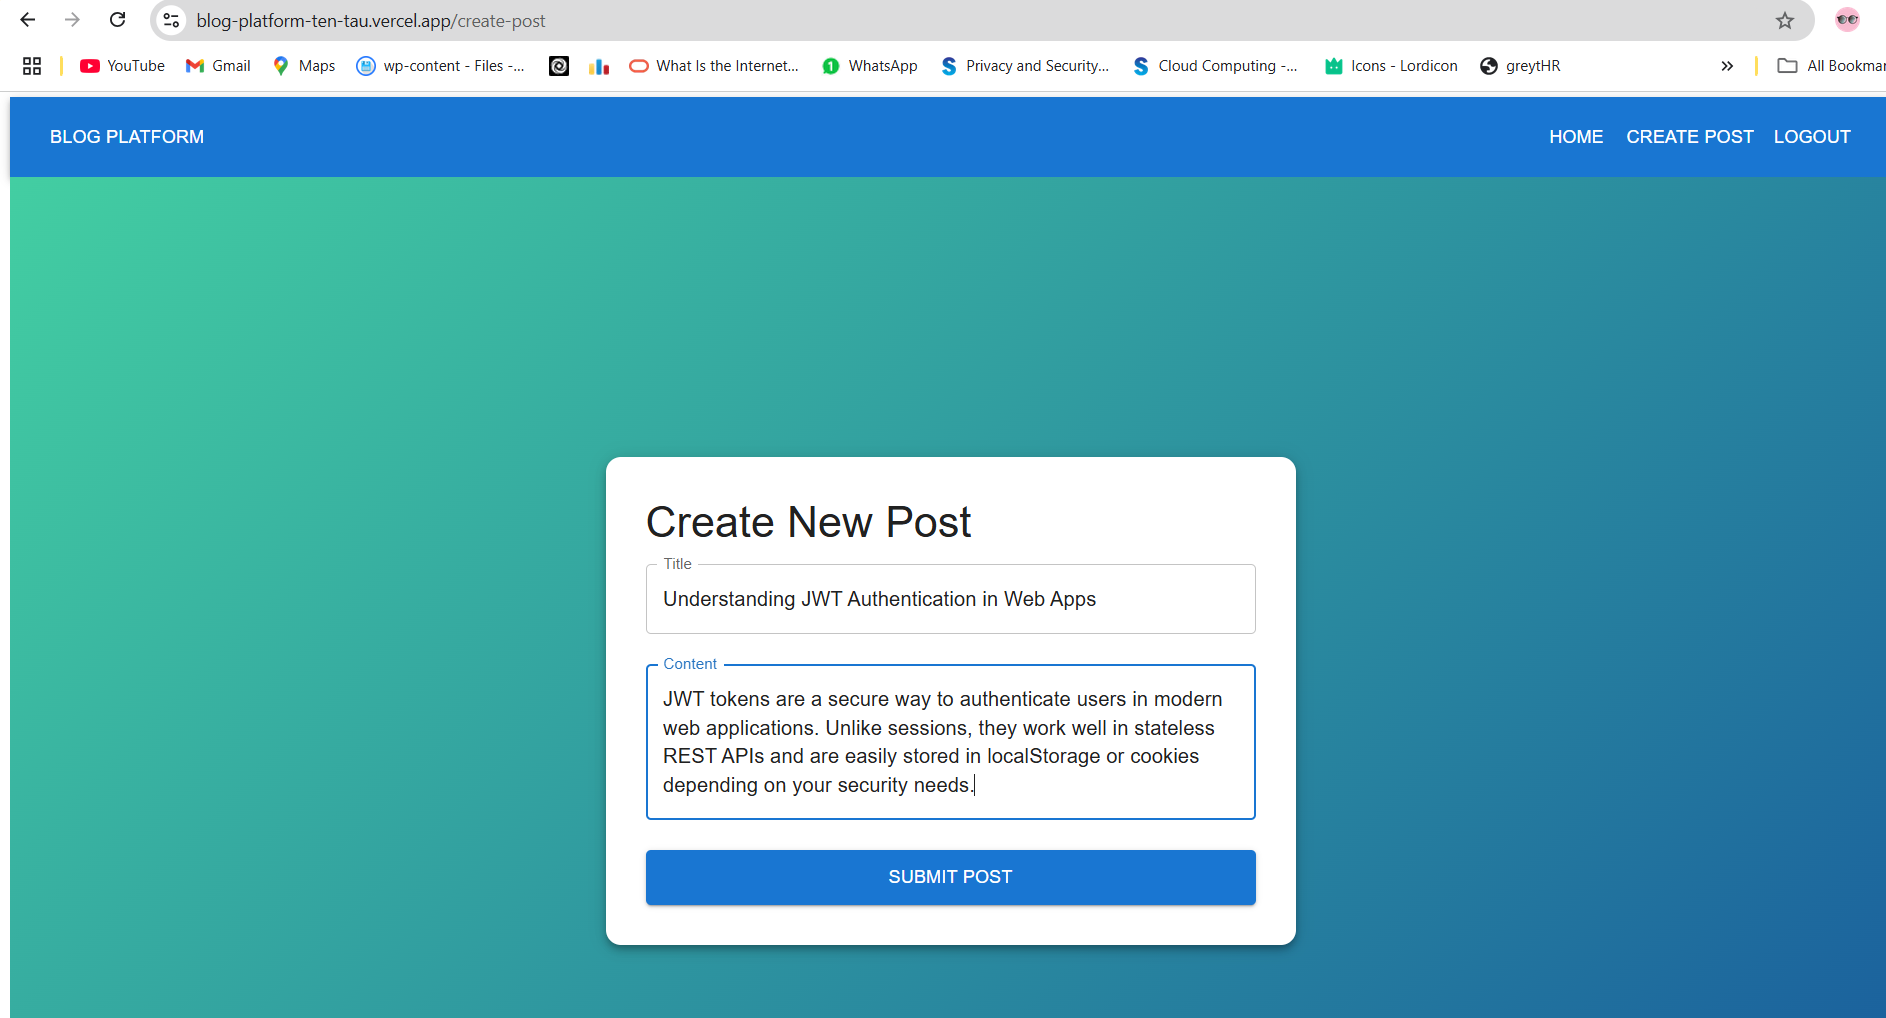 blog-platform-ten-tau.vercel.app/create-post
YouTube Gmail Maps wp-content - Files -... What Is the Internet... 1 WhatsApp Privacy and Security... Cloud Computing -... Icons - Lordicon greytHR » All Bookmar
BLOG PLATFORM HOME CREATE POST LOGOUT
Create New Post
Title
Understanding JWT Authentication in Web Apps
Content
JWT tokens are a secure way to authenticate users in modern
web applications. Unlike sessions, they work well in stateless
REST APIs and are easily stored in localStorage or cookies
depending on your security needs.
SUBMIT POST